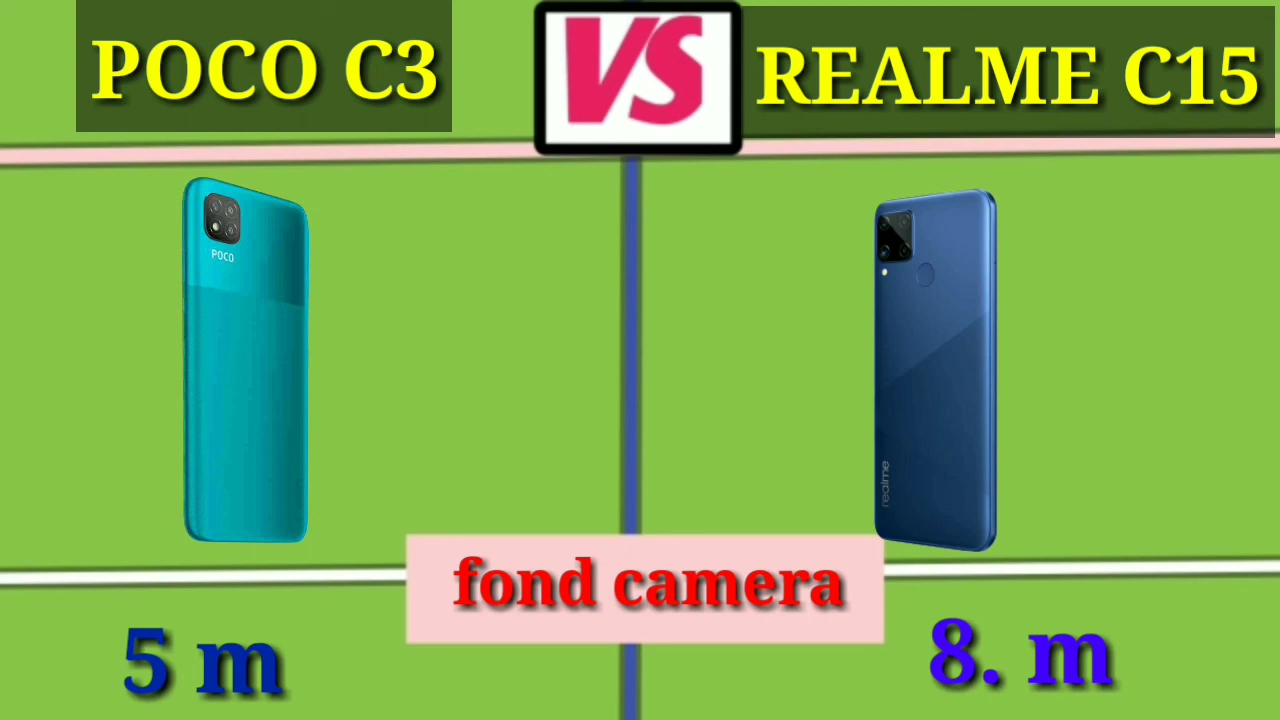 POCO C3
VS
REALME C15
POCO
realme
fond camera
5 m
8. m